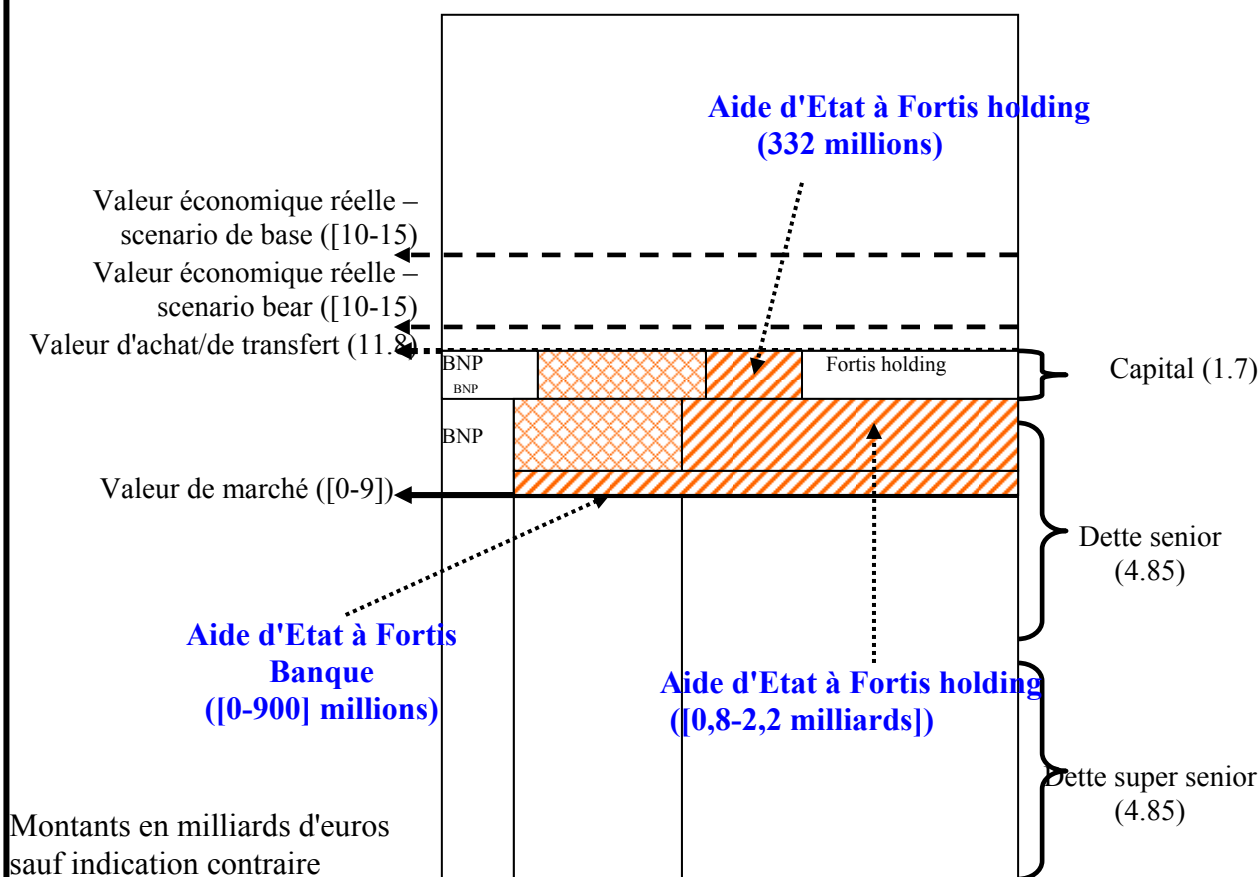 Aide d'Etat à Fortis holding
(332 millions)
Valeur économique réelle –
scenario de base ([10-15)
Valeur économique réelle –
scenario bear ([10-15)
Valeur d'achat/de transfert (11.8)
BNP
BNP
Fortis holding
Capital (1.7)
BNP
Valeur de marché ([0-9])
Dette senior
(4.85)
Aide d'Etat à Fortis
Banque
([0-900] millions)
Aide d'Etat à Fortis holding
([0,8-2,2 milliards])
Dette super senior
(4.85)
Montants en milliards d'euros
sauf indication contraire